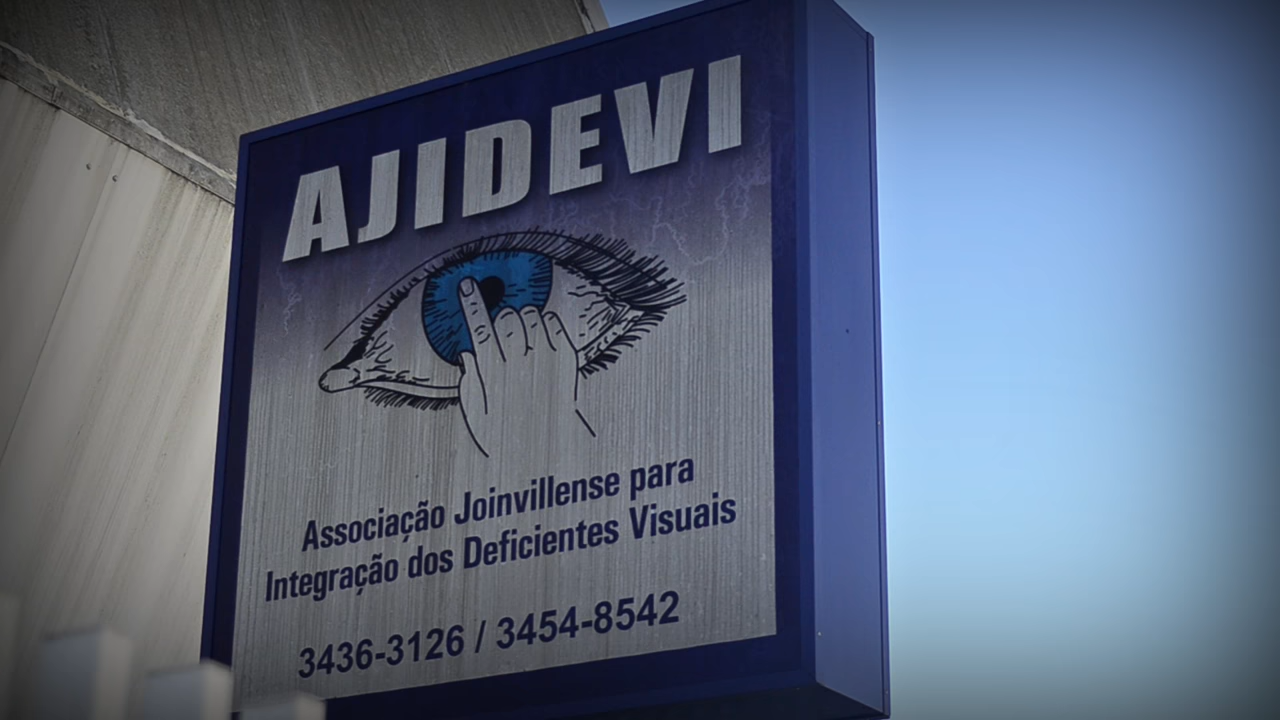 AJIDEVI
Associação Joinvillense para
Integração dos Deficientes Visuais
3436-3126 / 3454-8542